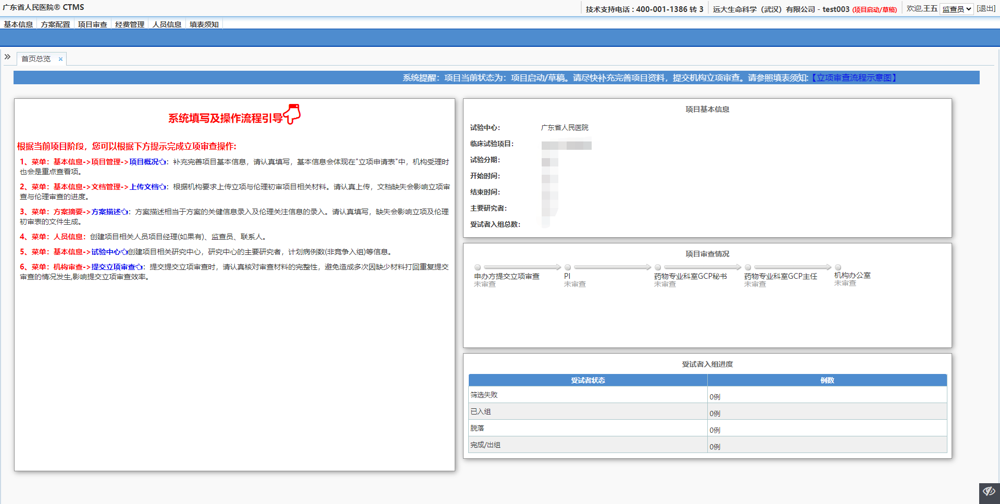 广东省人民医院® CTMS
技术支持电话 : 400-001-1386 转 3
远大生命科学（武汉）有限公司 - test003 (项目启动/草稿)
欢迎,王五 监查员 [退出]
基本信息 方案配置 项目审查 经费管理 人员信息 填表须知
首页总览 ×
系统提醒：项目当前状态为：项目启动/草稿。请尽快补充完善项目资料，提交机构立项审查。请参照填表须知:【立项审查流程示意图】
系统填写及操作流程引导
根据当前项目阶段，您可以根据下方提示完成立项审查操作:
1、菜单：基本信息->项目管理->项目概况：补充完善项目基本信息，请认真填写，基本信息会体现在"立项申请表"中，机构受理时
也会是重点查看项。
2、菜单：基本信息->文档管理->上传文档：根据机构要求上传立项与伦理初审项目相关材料。请认真上传，文档缺失会影响立项审
查与伦理审查的进度。
3、菜单：方案摘要->方案描述：方案描述相当于方案的关健信息录入及伦理关注信息的录入。请认真填写，缺失会影响立项及伦理
初审表的文件生成。
4、菜单：人员信息：创建项目相关人员项目经理(如果有)、监查员、联系人。
5、菜单：基本信息->试验中心创建项目相关研究中心，研究中心的主要研究者，计划病例数(非竞争入组)等信息。
6、菜单：机构审查->提交立项审查：提交提交立项审查时，请认真核对审查材料的完整性，避免造成多次因缺少材料打回重复提交
审查的情况发生,影响提交立项审查效率。
项目基本信息
试验中心： 广东省人民医院
临床试验项目：
试验分期：
开始时间：
结束时间：
主要研究者：
受试者入组总数：
项目审查情况
申办方提交立项审查 PI 药物专业科室GCP秘书 药物专业科室GCP主任 机构办公室
未审查 未审查 未审查 未审查 未审查
受试者入组进度
受试者状态 例数
筛选失败 0例
已入组 0例
脱落 0例
完成/出组 0例